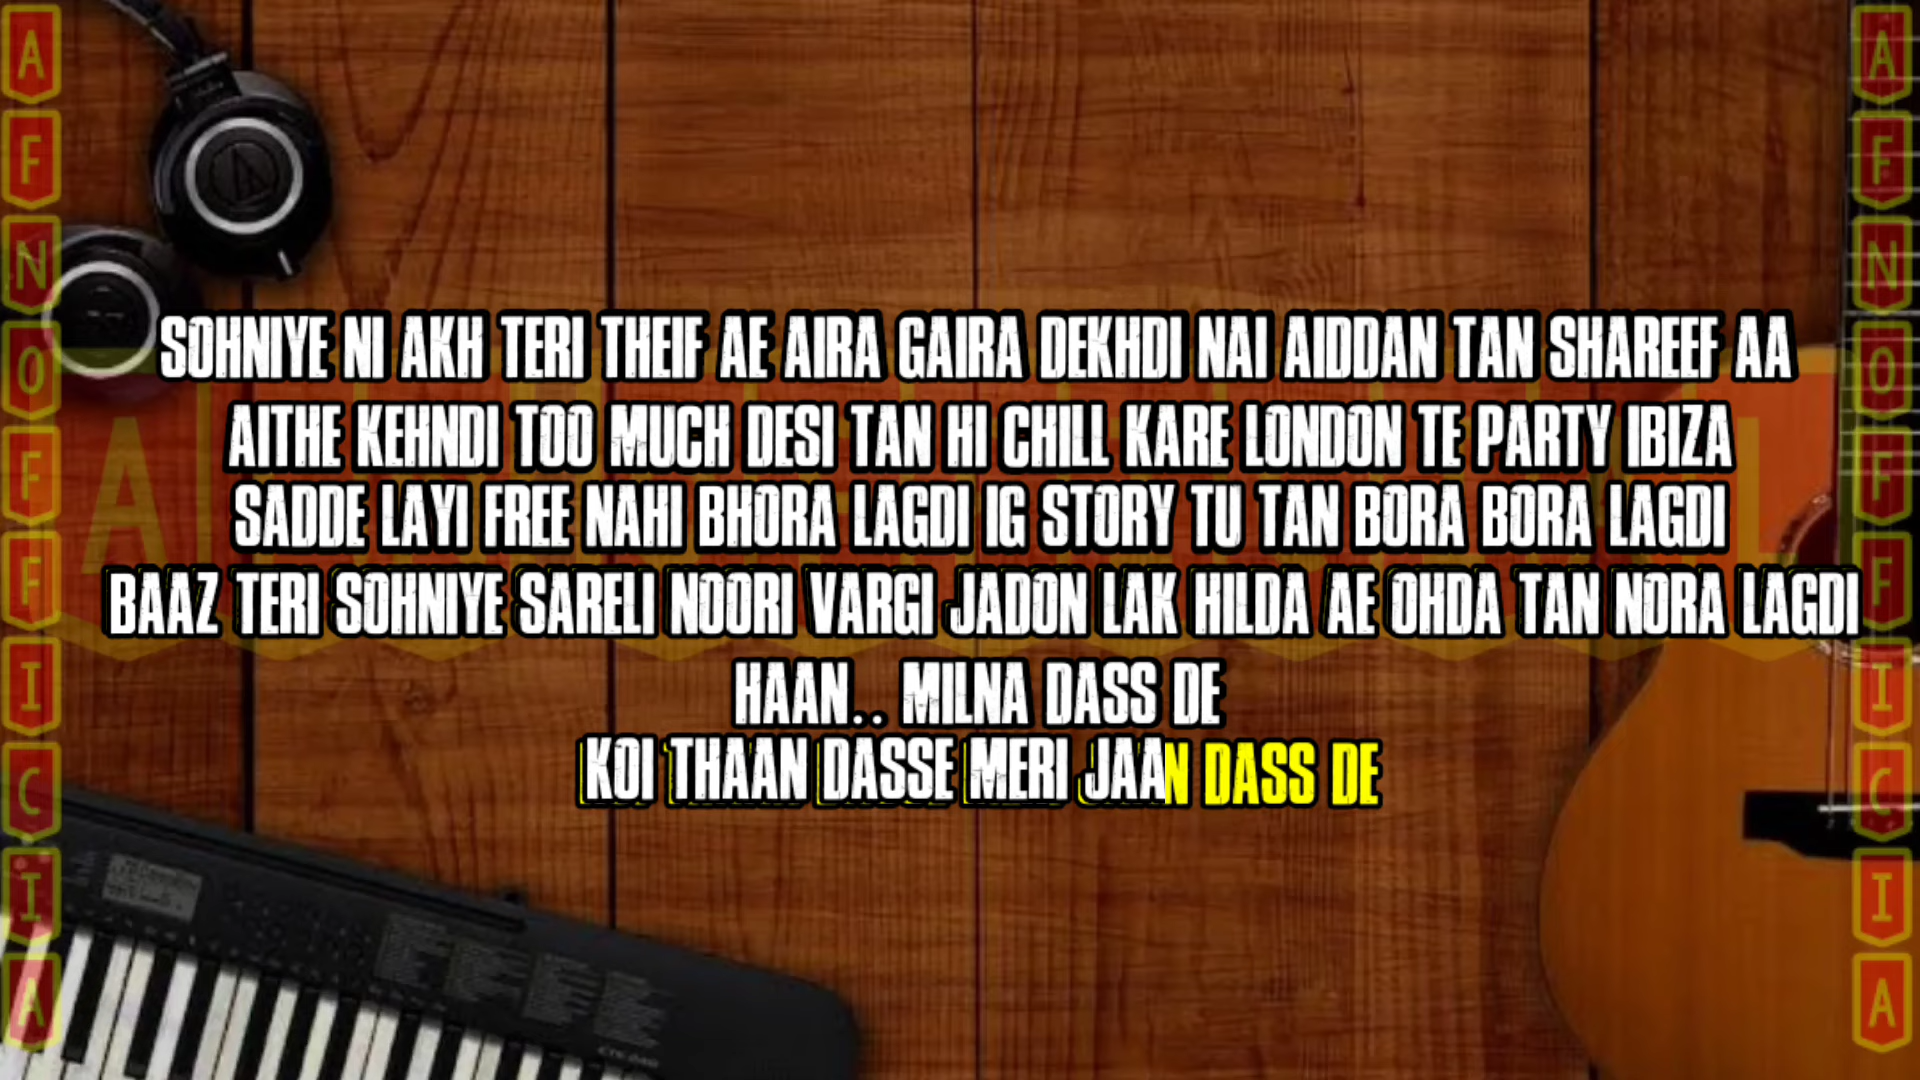 SOHNIYE NI AKH TERI THEIF AE AIRA GAIRA DEKHDI NAI AIDDAN TAN SHAREEF AA
AITHE KEHNDI TOO MUCH DESI TAN HI CHILL KARE LONDON TE PARTY IBIZA
SADDE LAYI FREE NAHI BHORA LAGDI IG STORY TU TAN BORA BORA LAGDI
BAAZ TERI SOHNIYE SARELI NOORI VARGI JADON LAK HILDA AE OHDA TAN NORA LAGDI
HAAN.. MILNA DASS DE
KOI THAAN DASSE MERI JAAN DASS DE
AFNOFFICIA
AFNOFFICIA